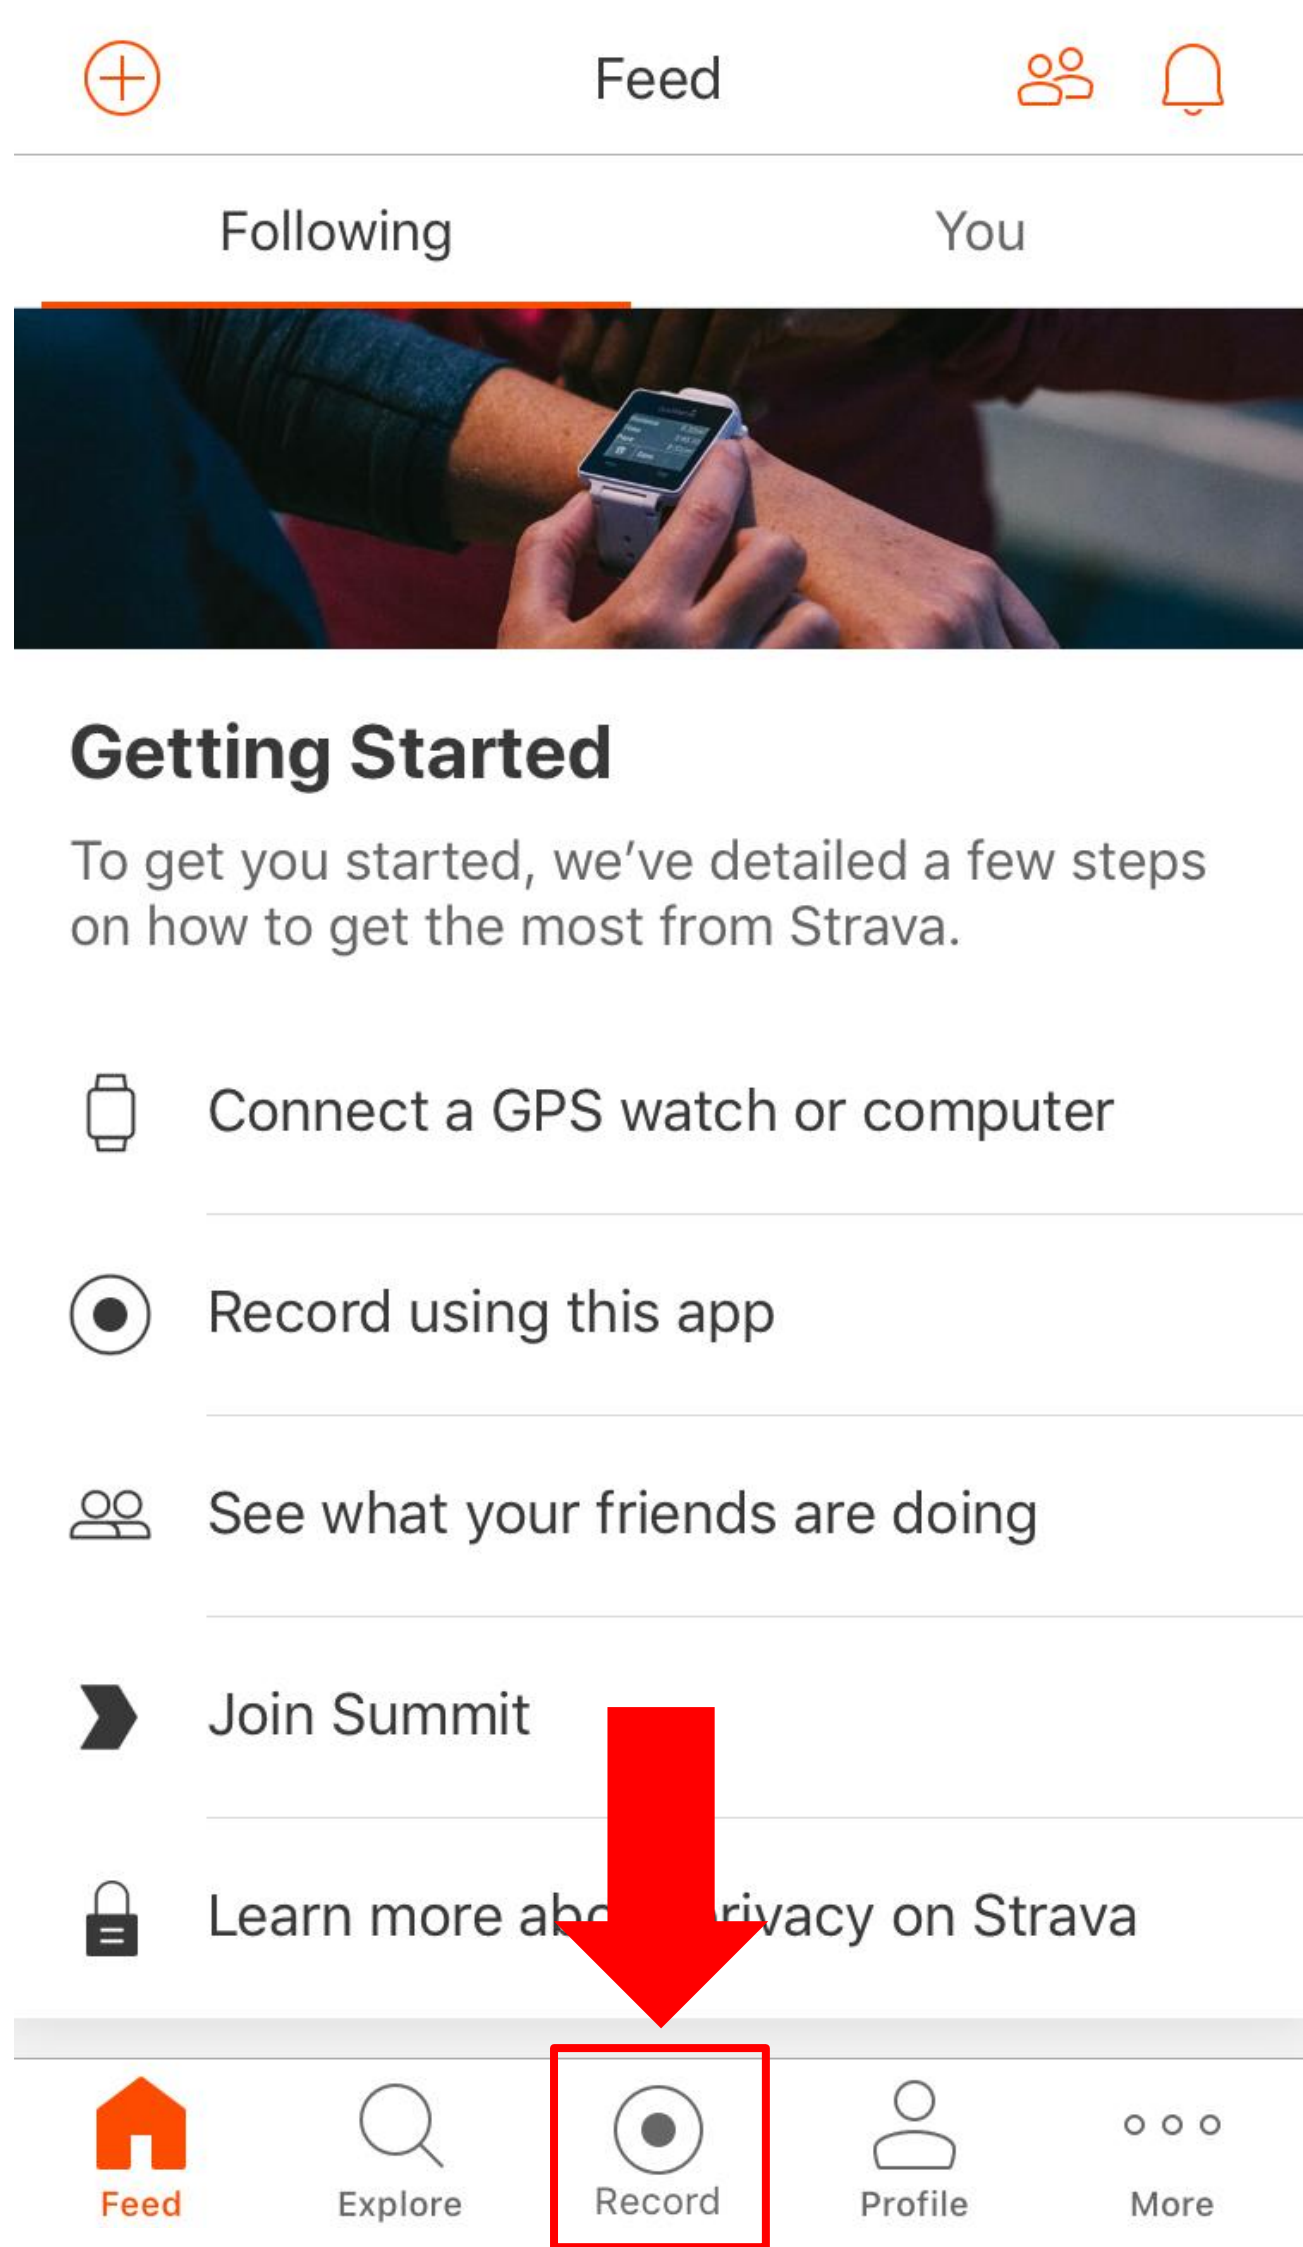 Feed
Following
You
Getting Started
To get you started, we've detailed a few steps
on how to get the most from Strava.
Connect a GPS watch or computer
Record using this app
See what your friends are doing
Join Summit
Learn more on Strava
Feed
Explore
Record
Profile
More